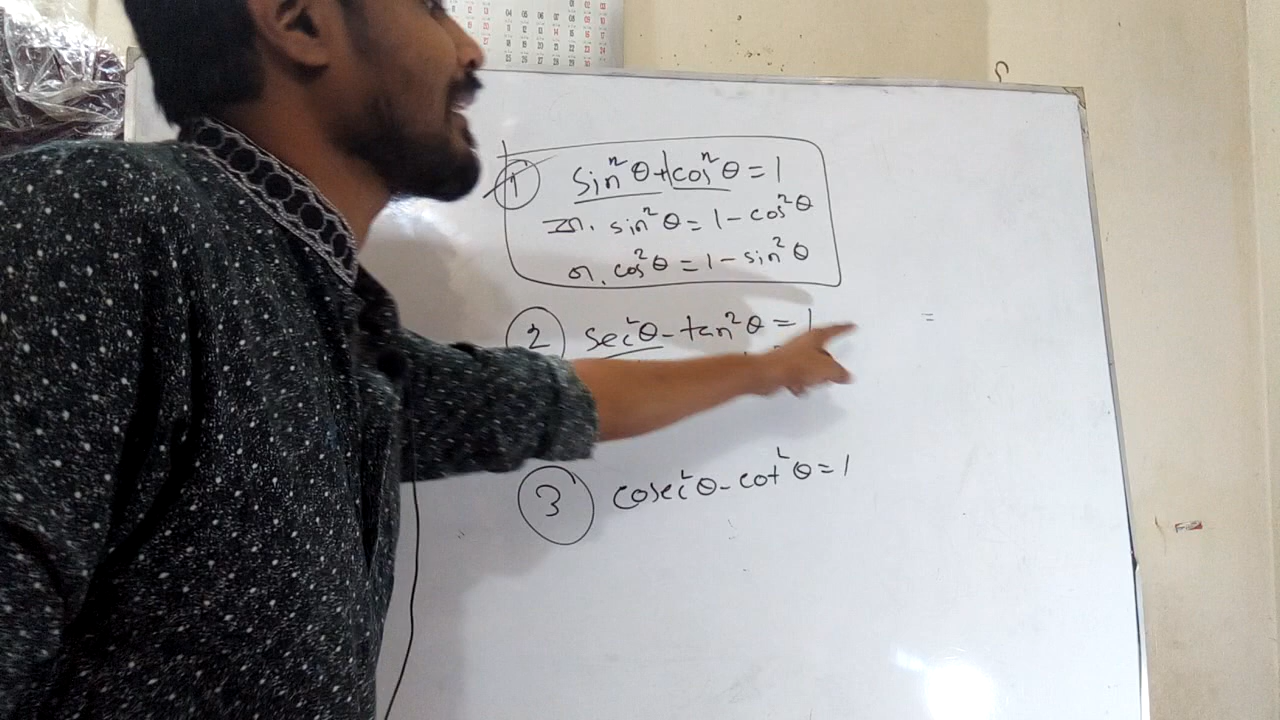 1 sin²θ + cos²θ = 1
বা. sin²θ = 1 - cos²θ
বা. cos²θ = 1 - sin²θ
2 sec²θ - tan²θ = 1
=
3 cosec²θ - cot²θ = 1